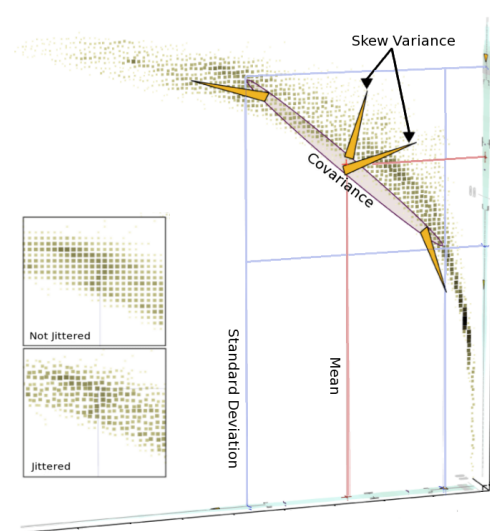 Skew Variance
Covariance
Not Jittered
Standard Deviation
Mean
Jittered